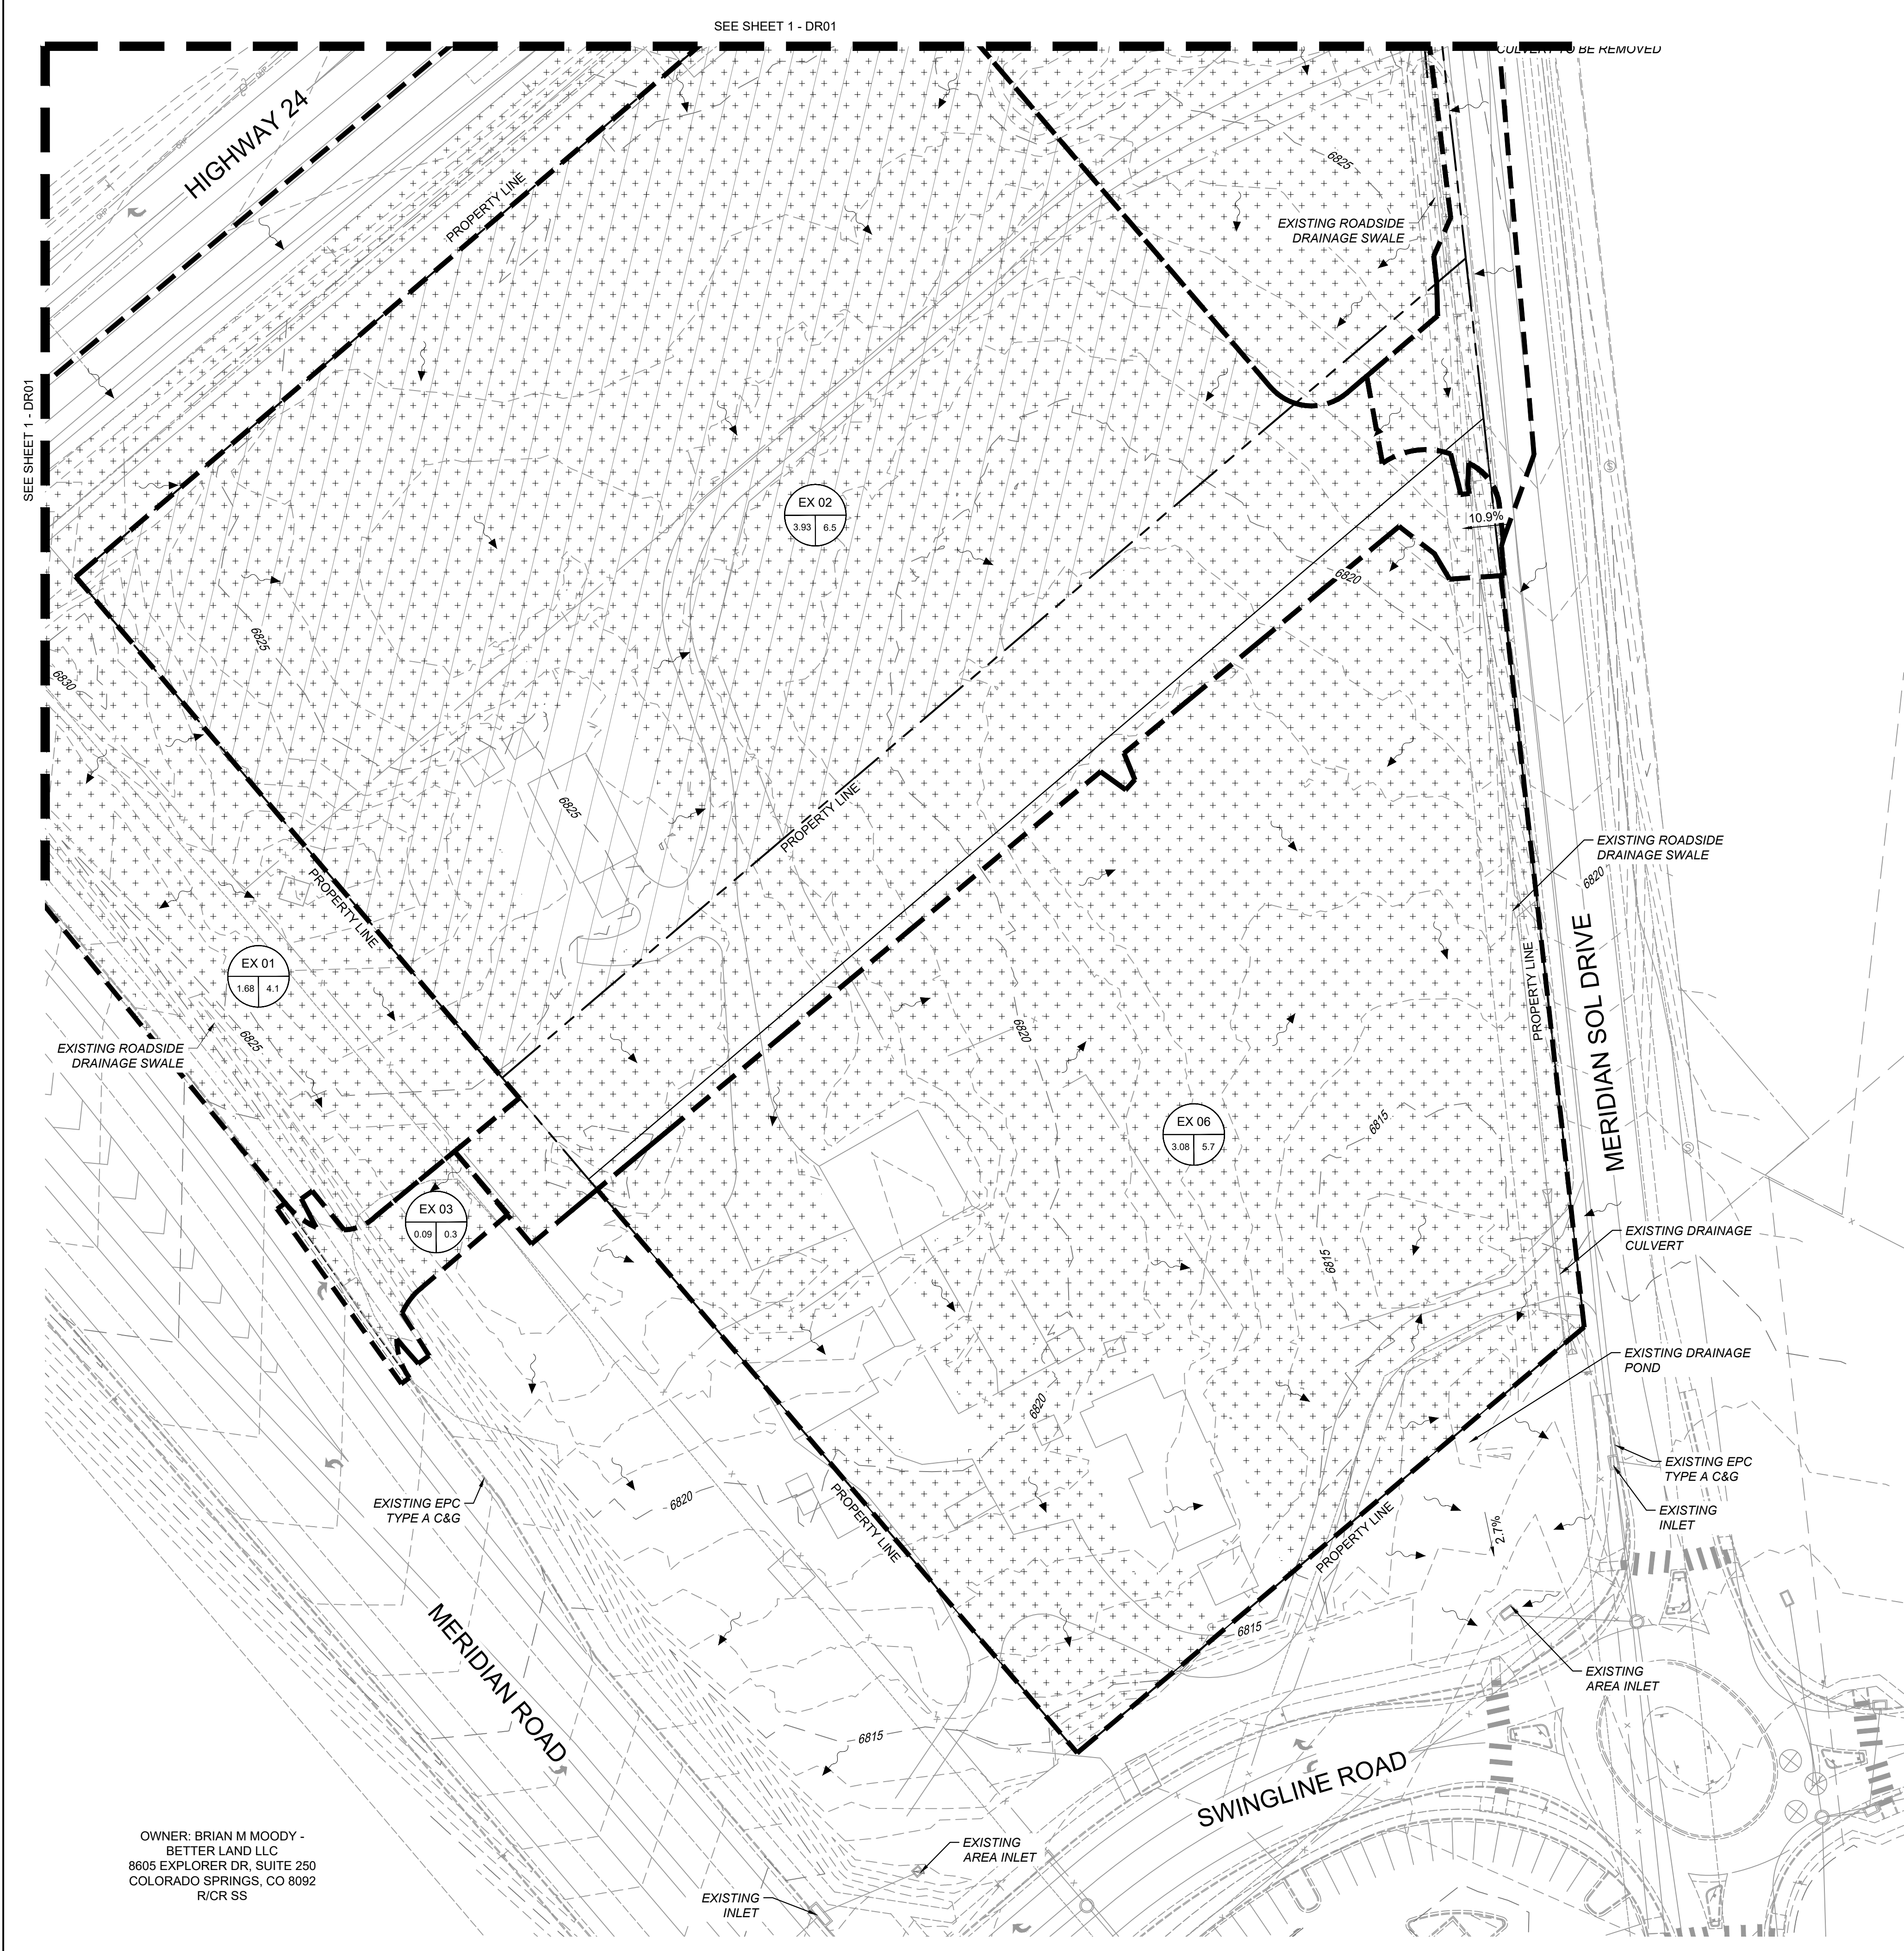 SEE SHEET 1 - DR01
CULVERT TO BE REMOVED
HIGHWAY 24
PROPERTY LINE
6825
EXISTING ROADSIDE
DRAINAGE SWALE
SEE SHEET 1 - DR01
EX 02
3.93 6.5
10.9%
6820
6825
6830
6825
PROPERTY LINE
EXISTING ROADSIDE
DRAINAGE SWALE
6820
PROPERTY LINE
EX 01
1.68 4.1
PROPERTY LINE
MERIDIAN SOL DRIVE
6825
EXISTING ROADSIDE
DRAINAGE SWALE
6820
6815
EX 06
3.08 5.7
EX 03
0.09 0.3
6815
EXISTING DRAINAGE
CULVERT
EXISTING DRAINAGE
POND
6820
EXISTING EPC
TYPE A C&G
EXISTING EPC
TYPE A C&G
6820
EXISTING
INLET
PROPERTY LINE
PROPERTY LINE
2.7%
6815
EXISTING
AREA INLET
MERIDIAN ROAD
6815
SWINGLINE ROAD
OWNER: BRIAN M MOODY -
BETTER LAND LLC
8605 EXPLORER DR, SUITE 250
COLORADO SPRINGS, CO 8092
R/CR SS
EXISTING
AREA INLET
EXISTING
INLET